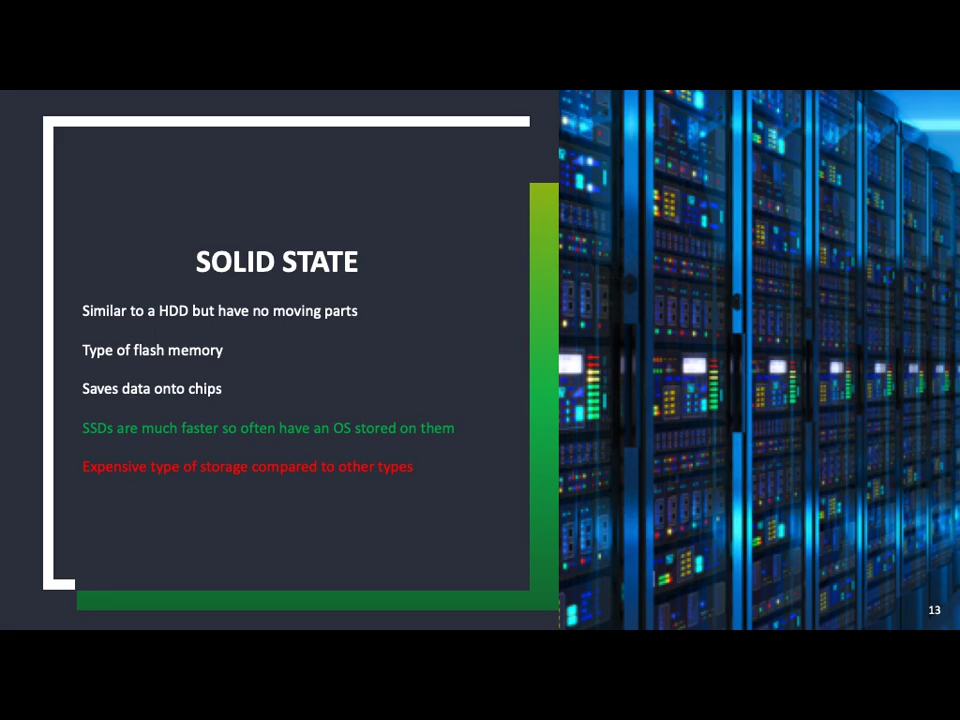 SOLID STATE
Similar to a HDD but have no moving parts
Type of flash memory
Saves data onto chips
SSDs are much faster so often have an OS stored on them
Expensive type of storage compared to other types
13